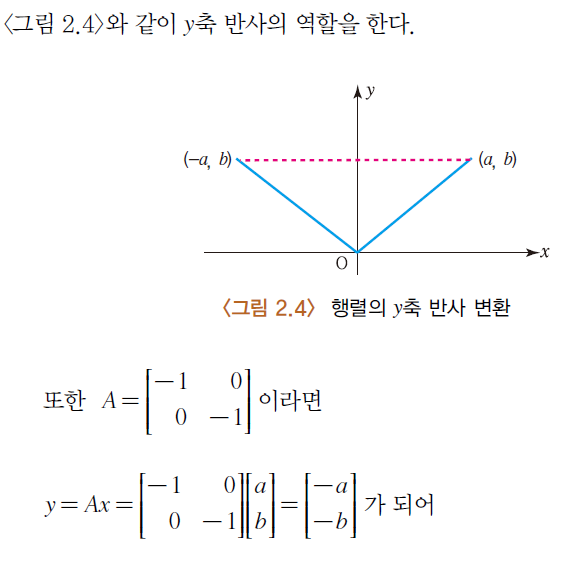 〈그림 2.4〉와 같이 y축 반사의 역할을 한다.
y
(−a, b)
(a, b)
O
x
〈그림 2.4〉 행렬의 y축 반사 변환
또한 A = [−1 0; 0 −1] 이라면
y = Ax = [−1 0; 0 −1][a; b] = [−a; −b] 가 되어